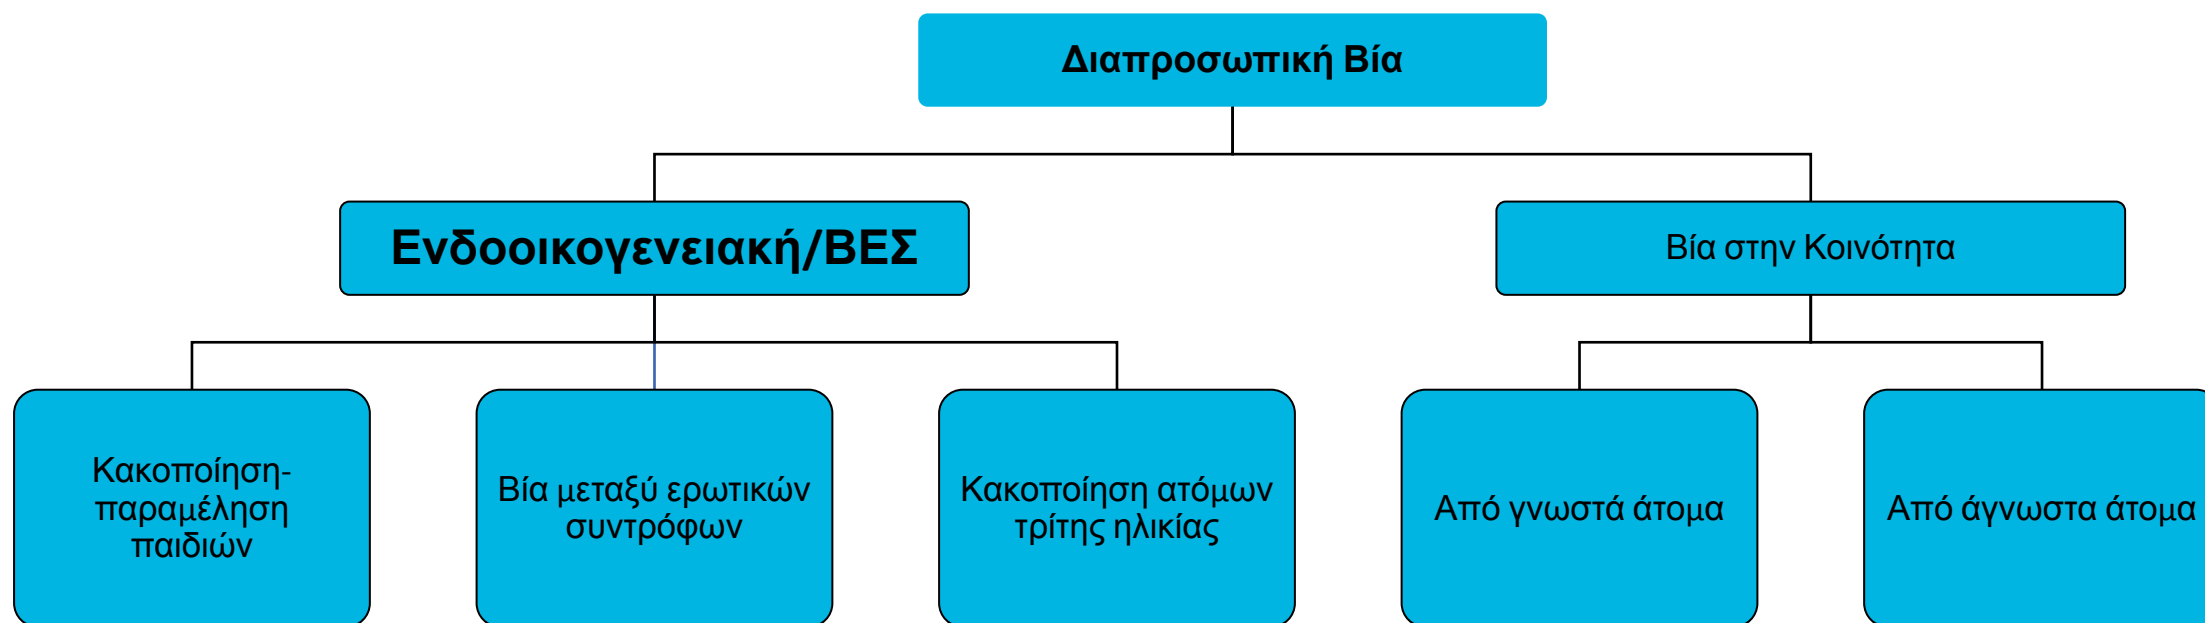 Διαπροσωπική Βία
Ενδοοικογενειακή/ΒΕΣ
Βία στην Κοινότητα
Κακοποίηση-
παραμέληση
παιδιών
Βία μεταξύ ερωτικών
συντρόφων
Κακοποίηση ατόμων
τρίτης ηλικίας
Από γνωστά άτομα
Από άγνωστα άτομα